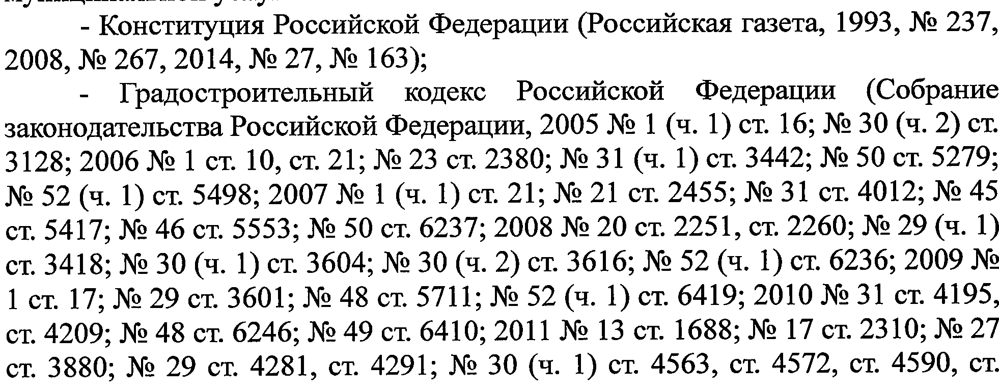 - Конституция Российской Федерации (Российская газета, 1993, № 237,
2008, № 267, 2014, № 27, № 163);
- Градостроительный кодекс Российской Федерации (Собрание
законодательства Российской Федерации, 2005 № 1 (ч. 1) ст. 16; № 30 (ч. 2) ст.
3128; 2006 № 1 ст. 10, ст. 21; № 23 ст. 2380; № 31 (ч. 1) ст. 3442; № 50 ст. 5279;
№ 52 (ч. 1) ст. 5498; 2007 № 1 (ч. 1) ст. 21; № 21 ст. 2455; № 31 ст. 4012; № 45
ст. 5417; № 46 ст. 5553; № 50 ст. 6237; 2008 № 20 ст. 2251, ст. 2260; № 29 (ч. 1)
ст. 3418; № 30 (ч. 1) ст. 3604; № 30 (ч. 2) ст. 3616; № 52 (ч. 1) ст. 6236; 2009 №
1 ст. 17; № 29 ст. 3601; № 48 ст. 5711; № 52 (ч. 1) ст. 6419; 2010 № 31 ст. 4195,
ст. 4209; № 48 ст. 6246; № 49 ст. 6410; 2011 № 13 ст. 1688; № 17 ст. 2310; № 27
ст. 3880; № 29 ст. 4281, ст. 4291; № 30 (ч. 1) ст. 4563, ст. 4572, ст. 4590, ст.